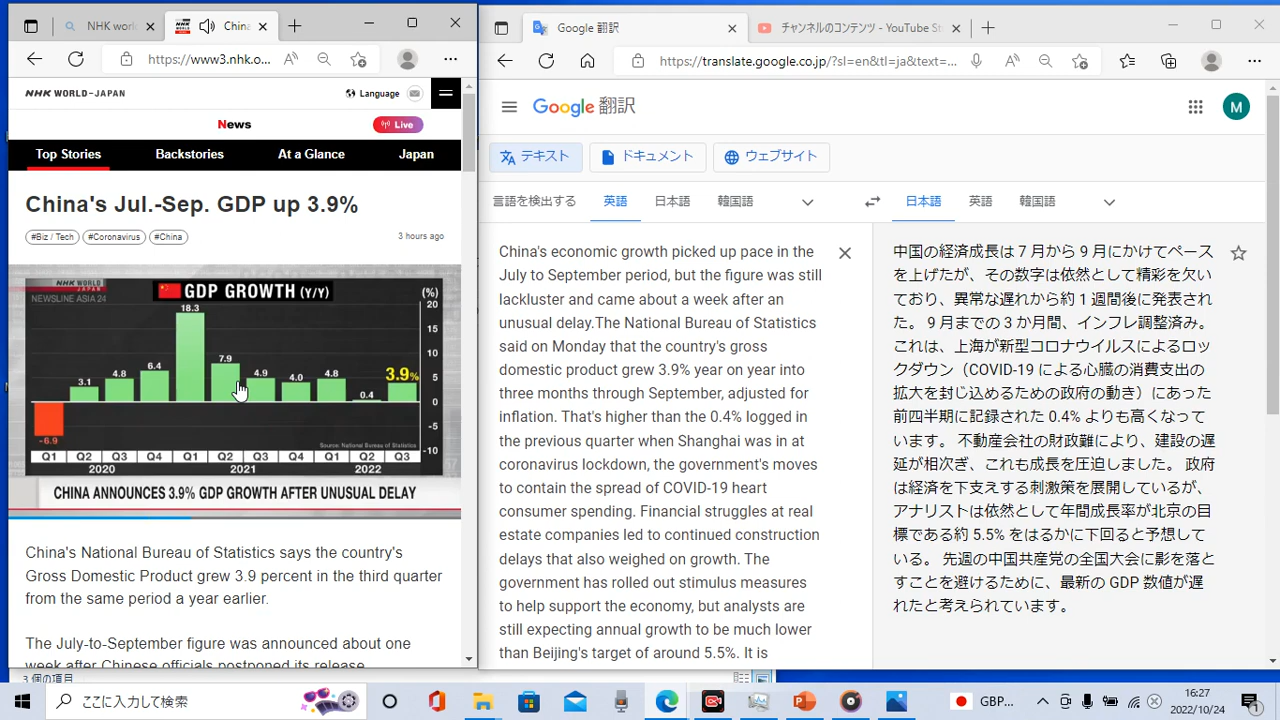 NHK worl
China
https://www3.nhk.o...
NHK WORLD-JAPAN
Language
News
Live
Top Stories
Backstories
At a Glance
Japan
China's Jul.-Sep. GDP up 3.9%
#Biz / Tech
#Coronavirus
#China
3 hours ago
NHK WORLD
JAPAN
NEWSLINE ASIA 24
GDP GROWTH (Y/Y)
(%)
20
15
10
5
0
-5
-10
-6.9
3.1
4.8
6.4
18.3
7.9
4.9
4.0
4.8
0.4
3.9%
Source: National Bureau of Statistics
Q1 Q2 Q3 Q4 Q1 Q2 Q3 Q4 Q1 Q2 Q3
2020 2021 2022
CHINA ANNOUNCES 3.9% GDP GROWTH AFTER UNUSUAL DELAY
China's National Bureau of Statistics says the country's
Gross Domestic Product grew 3.9 percent in the third quarter
from the same period a year earlier.
The July-to-September figure was announced about one
week after Chinese officials postponed its release
3 個の項目
Google 翻訳
チャンネルのコンテンツ - YouTube St
https://translate.google.co.jp/?sl=en&tl=ja&text=...
Google 翻訳
M
テキスト
ドキュメント
ウェブサイト
言語を検出する
英語
日本語
韓国語
日本語
英語
韓国語
China's economic growth picked up pace in the
July to September period, but the figure was still
lackluster and came about a week after an
unusual delay.The National Bureau of Statistics
said on Monday that the country's gross
domestic product grew 3.9% year on year into
three months through September, adjusted for
inflation. That's higher than the 0.4% logged in
the previous quarter when Shanghai was in at
coronavirus lockdown, the government's moves
to contain the spread of COVID-19 heart
consumer spending. Financial struggles at real
estate companies led to continued construction
delays that also weighed on growth. The
government has rolled out stimulus measures
to help support the economy, but analysts are
still expecting annual growth to be much lower
than Beijing's target of around 5.5%. It is
中国の経済成長は 7 月から 9 月にかけてペース
を上げたが、その数字は依然として精彩を欠い
ており、異常な遅れから約 1 週間後に発表され
た。 9 月までの 3 か月間、インフレ調整済み。
これは、上海が新型コロナウイルスによるロッ
クダウン（COVID-19 による心臓の消費支出の
拡大を封じ込めるための政府の動き）にあった
前四半期に記録された 0.4% よりも高くなって
います。 不動産会社の財政難により、建設の遅
延が相次ぎ、これも成長を圧迫しました。 政府
は経済を下支えする刺激策を展開しているが、
アナリストは依然として年間成長率が北京の目
標である約 5.5% をはるかに下回ると予想して
いる。 先週の中国共産党の全国大会に影を落と
すことを避けるために、最新の GDP 数値が遅
れたと考えられています。
ここに入力して検索
GBP...
16:27
2022/10/24
1